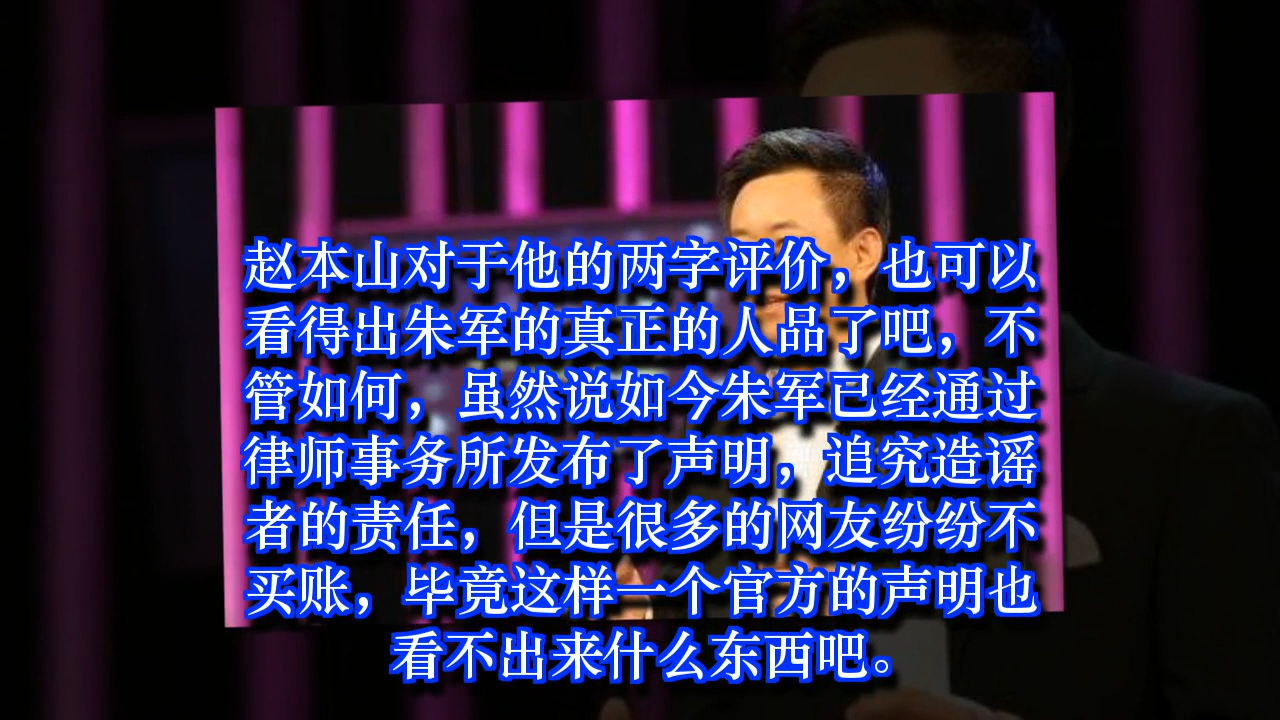 赵本山对于他的两字评价，也可以
看得出朱军的真正的人品了吧，不
管如何，虽然说如今朱军已经通过
律师事务所发布了声明，追究造谣
者的责任，但是很多的网友纷纷不
买账，毕竟这样一个官方的声明也
看不出来什么东西吧。